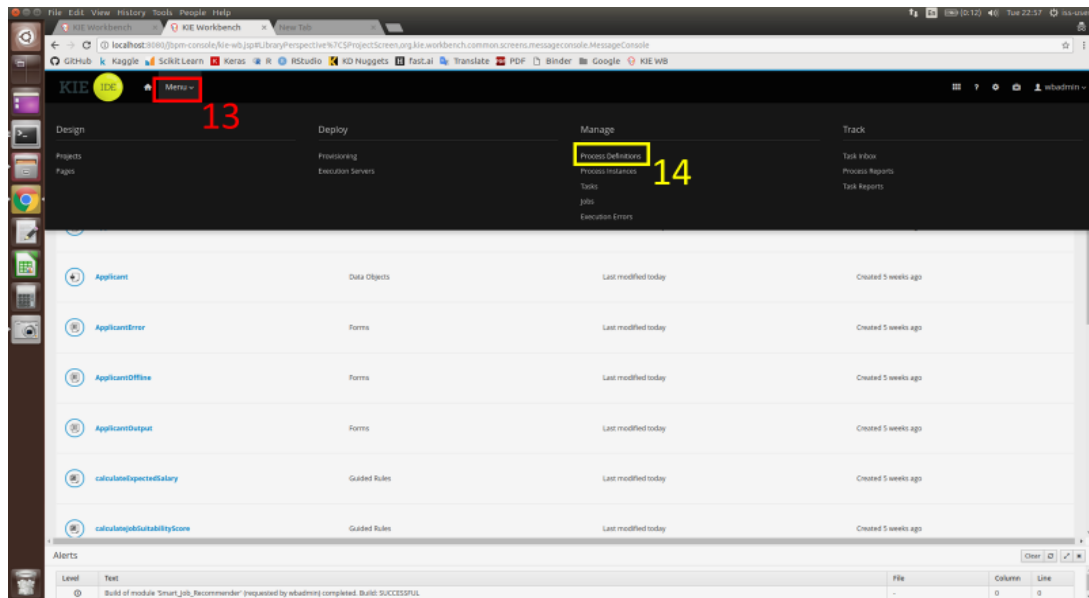 File Edit View History Tools People Help
En (0:12) Tue 22:57 iss-user
KIE Workbench
KIE Workbench
New Tab
localhost:8080/jbpm-console/kie-wb.jsp#LibraryPerspective%7C$ProjectScreen,org.kie.workbench.common.screens.messageconsole.MessageConsole
GitHub Kaggle Scikit Learn Keras R RStudio KD Nuggets fast.ai Translate PDF Binder Google KIE WB
KIE IDE Menu wbadmin
13
Design Deploy Manage Track
Projects Provisioning Process Definitions Task Inbox
Pages Execution Servers Process Instances Process Reports
14
Tasks Task Reports
Jobs
Execution Errors
Applicant Data Objects Last modified today Created 5 weeks ago
ApplicantError Forms Last modified today Created 5 weeks ago
ApplicantOffline Forms Last modified today Created 5 weeks ago
ApplicantOutput Forms Last modified today Created 5 weeks ago
calculateExpectedSalary Guided Rules Last modified today Created 5 weeks ago
calculateJobSuitabilityScore Guided Rules Last modified today Created 5 weeks ago
Alerts Clear
Level Text File Column Line
Build of module 'Smart_Job_Recommender' (requested by wbadmin) completed. Build: SUCCESSFUL - 0 0